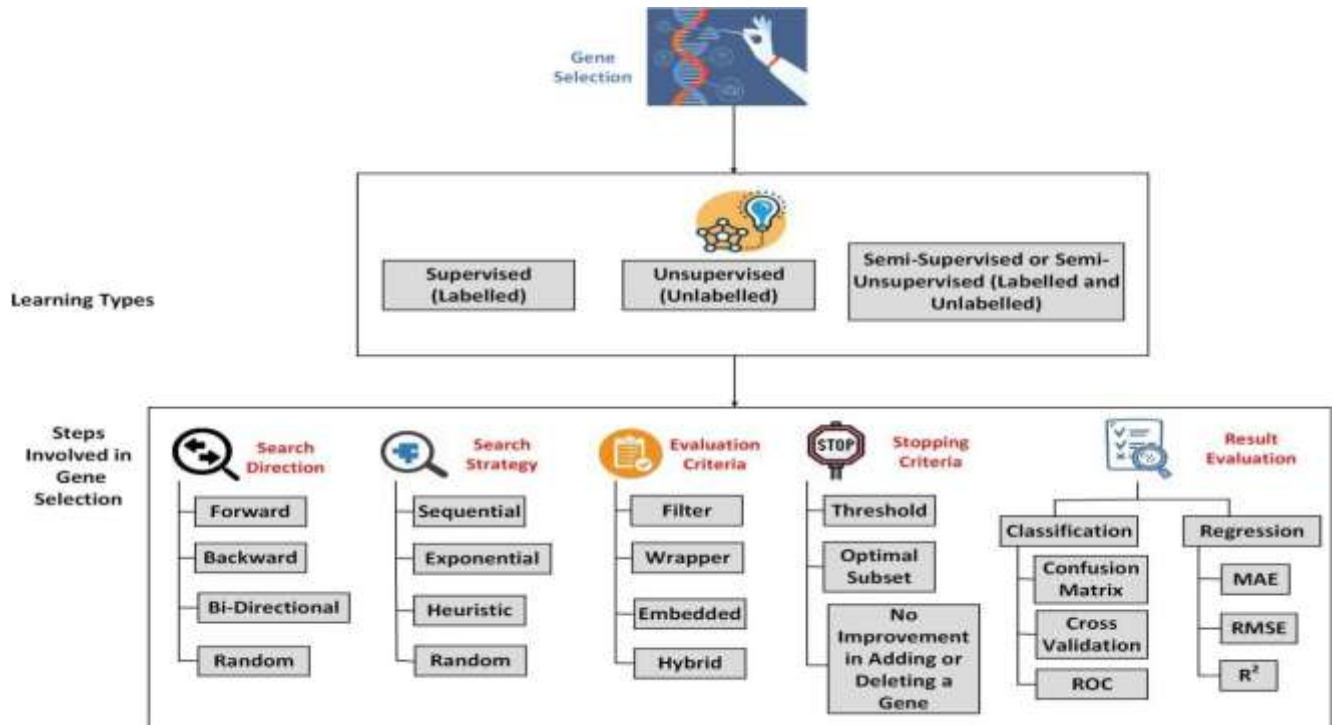 Gene
Selection
Learning Types
Supervised
(Labelled)
Unsupervised
(Unlabelled)
Semi-Supervised or Semi-
Unsupervised (Labelled and
Unlabelled)
Steps
Involved in
Gene
Selection
Search
Direction
Forward
Backward
Bi-Directional
Random
Search
Strategy
Sequential
Exponential
Heuristic
Random
Evaluation
Criteria
Filter
Wrapper
Embedded
Hybrid
STOP
Stopping
Criteria
Threshold
Optimal
Subset
No
Improvement
in Adding or
Deleting a
Gene
Result
Evaluation
Classification
Confusion
Matrix
Cross
Validation
ROC
Regression
MAE
RMSE
R²